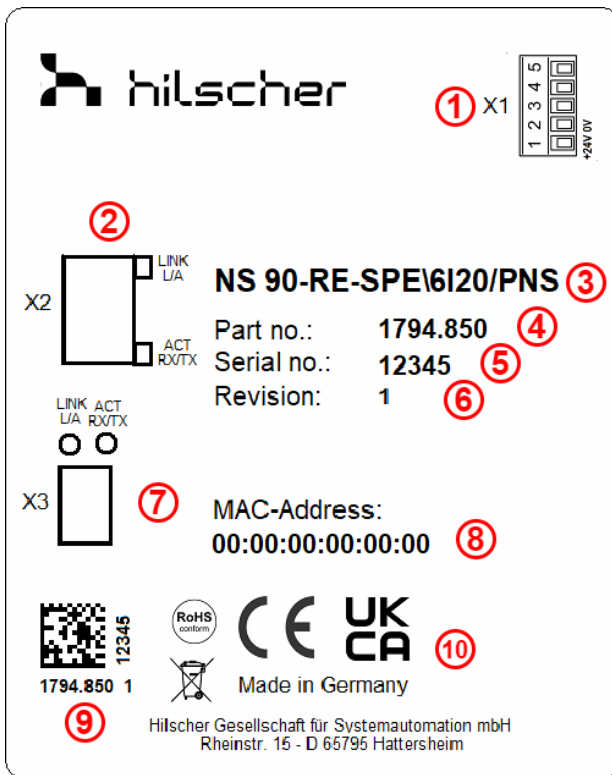 hilscher
① X1
1 2 3 4 5
+24V 0V
②
LINK
L/A
X2
ACT
RX/TX
NS 90-RE-SPE\6I20/PNS ③
Part no.: 1794.850 ④
Serial no.: 12345 ⑤
Revision: 1 ⑥
LINK ACT
L/A RX/TX
X3
⑦
MAC-Address:
00:00:00:00:00:00 ⑧
12345
1794.850 1
⑨
RoHS
conform
CE
UK
CA
⑩
Made in Germany
Hilscher Gesellschaft für Systemautomation mbH
Rheinstr. 15 - D 65795 Hattersheim